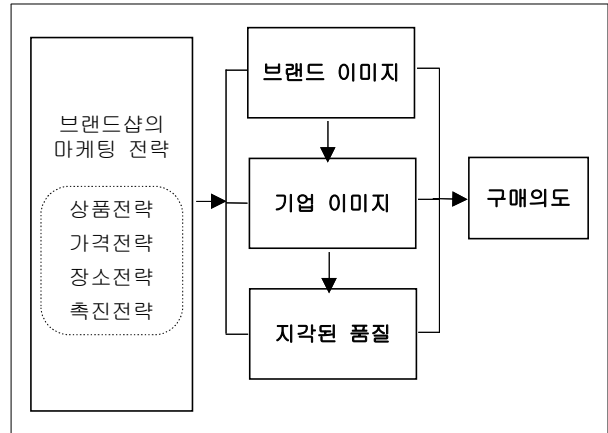 브랜드샵의
마케팅 전략
상품전략
가격전략
장소전략
촉진전략
브랜드 이미지
기업 이미지
지각된 품질
구매의도